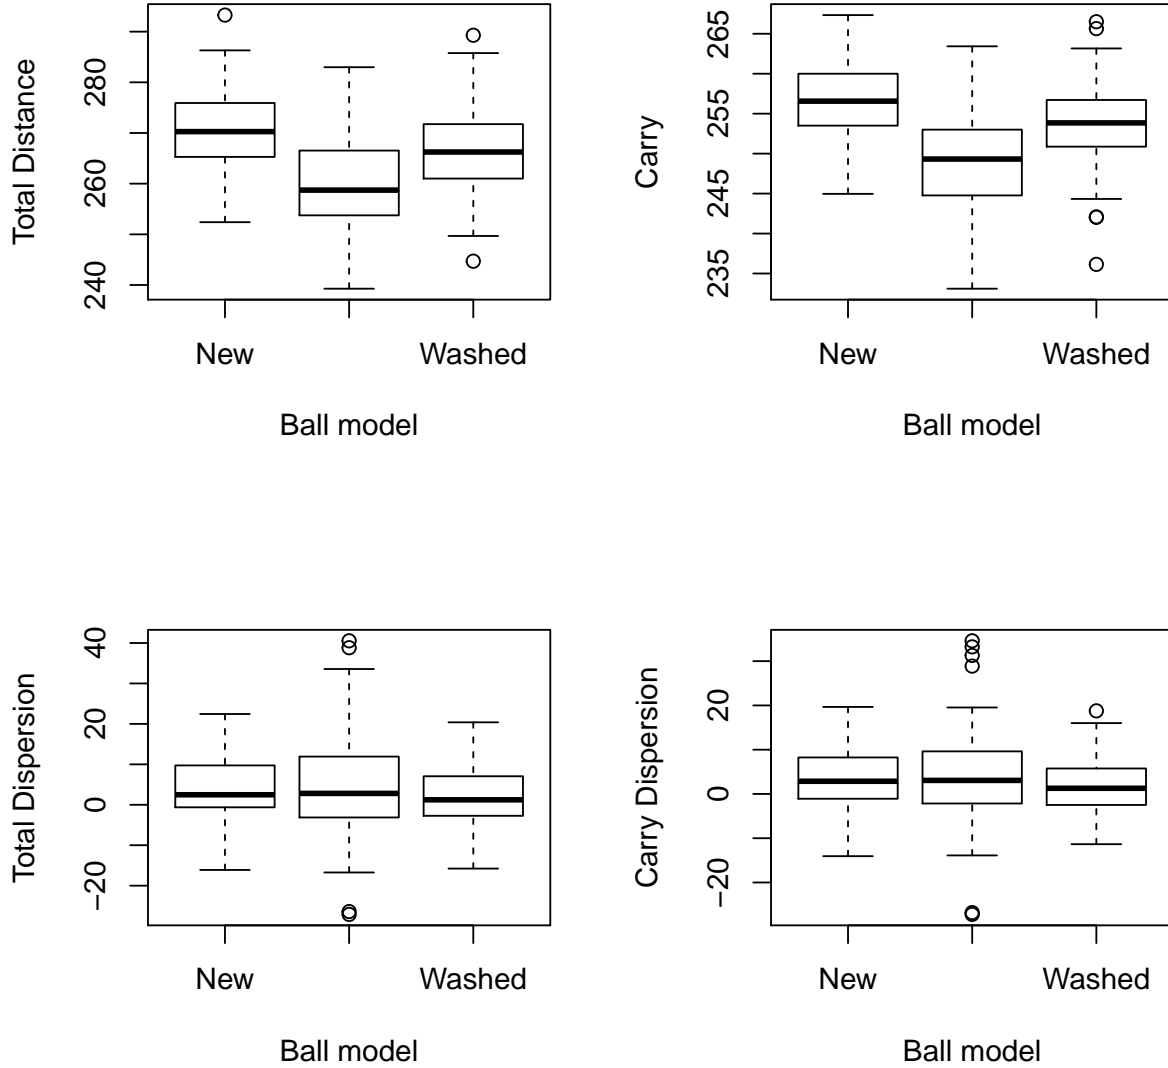 Total Distance
240 260 280
New Washed
Ball model
Carry
235 245 255 265
New Washed
Ball model
Total Dispersion
−20 0 20 40
New Washed
Ball model
Carry Dispersion
−20 0 20
New Washed
Ball model